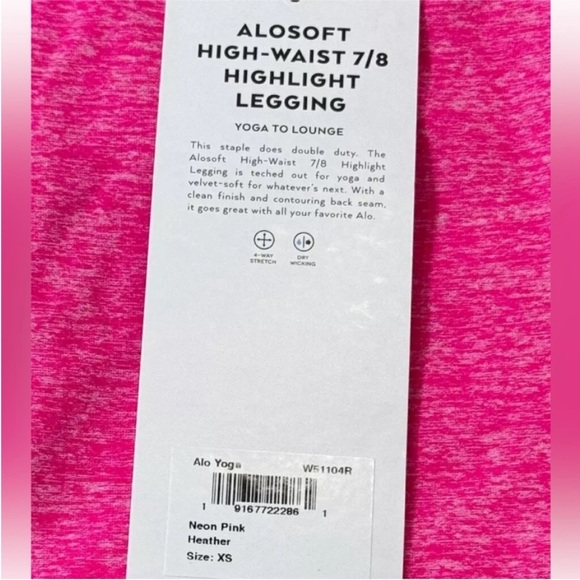 ALOSOFT
HIGH-WAIST 7/8
HIGHLIGHT
LEGGING
YOGA TO LOUNGE
This staple does double duty. The
Alosoft High-Waist 7/8 Highlight
Legging is teched out for yoga and
velvet-soft for whatever's next. With a
clean finish and contouring back seam,
it goes great with all your favorite Alo.
4-WAY
STRETCH
DRY
WICKING
Alo Yoga W51104R
1 9167722286 1
Neon Pink
Heather
Size: XS